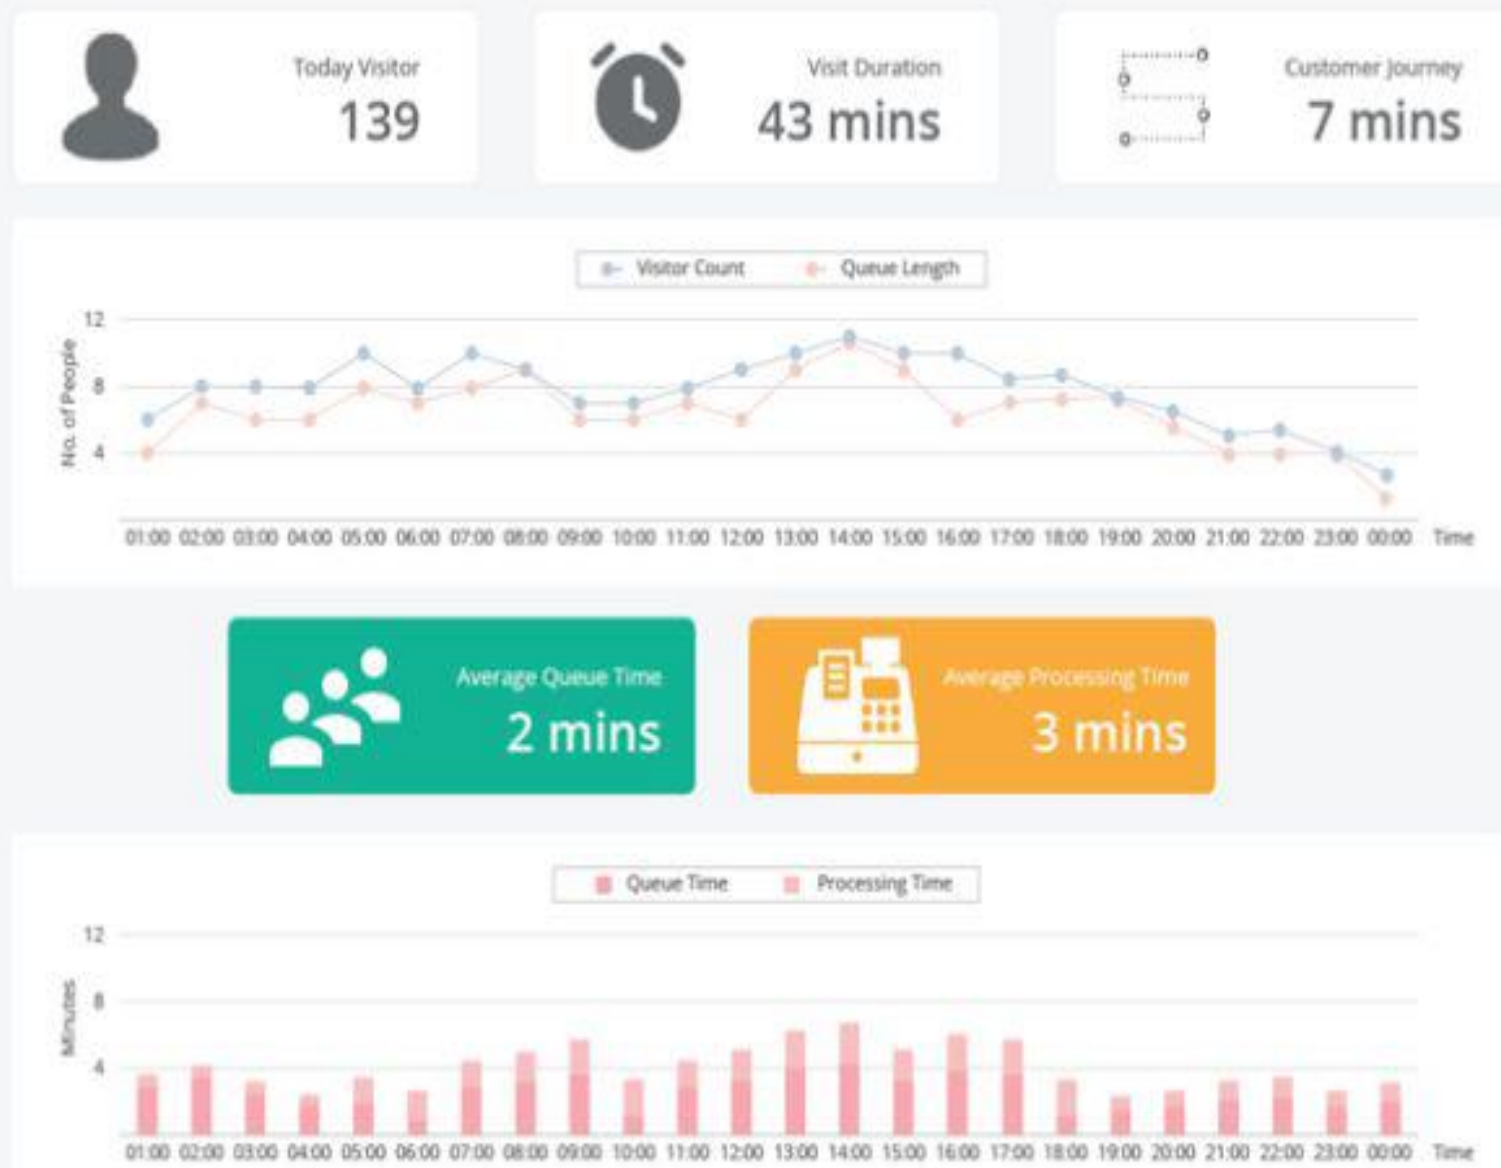 Today Visitor
139
Visit Duration
43 mins
Customer Journey
7 mins
Visitor Count
Queue Length
No. of People
12
8
4
01:00 02:00 03:00 04:00 05:00 06:00 07:00 08:00 09:00 10:00 11:00 12:00 13:00 14:00 15:00 16:00 17:00 18:00 19:00 20:00 21:00 22:00 23:00 00:00 Time
Average Queue Time
2 mins
Average Processing Time
3 mins
Queue Time
Processing Time
Minutes
12
8
4
01:00 02:00 03:00 04:00 05:00 06:00 07:00 08:00 09:00 10:00 11:00 12:00 13:00 14:00 15:00 16:00 17:00 18:00 19:00 20:00 21:00 22:00 23:00 00:00 Time